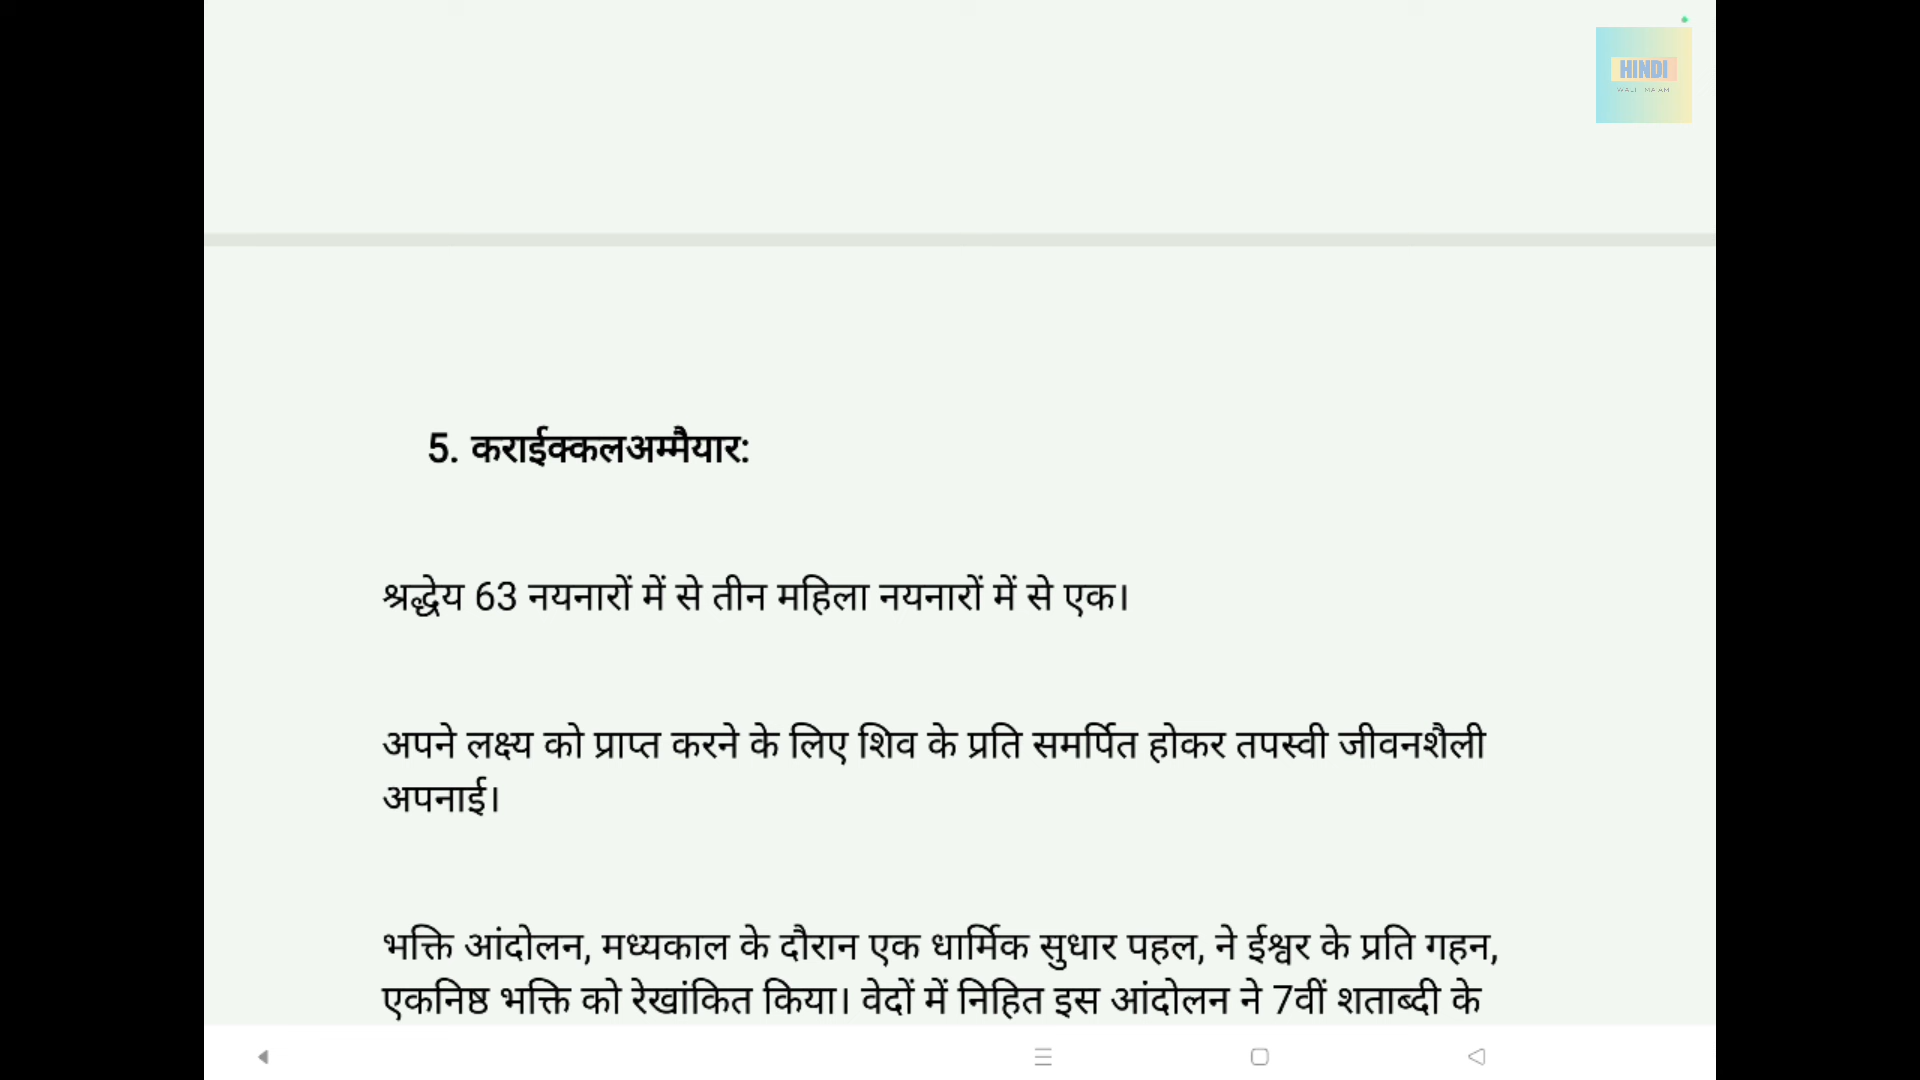 HINDI
5. कराईक्कलअम्मैयार:
श्रद्धेय 63 नयनारों में से तीन महिला नयनारों में से एक।
अपने लक्ष्य को प्राप्त करने के लिए शिव के प्रति समर्पित होकर तपस्वी जीवनशैली
अपनाई।
भक्ति आंदोलन, मध्यकाल के दौरान एक धार्मिक सुधार पहल, ने ईश्वर के प्रति गहन,
एकनिष्ठ भक्ति को रेखांकित किया। वेदों में निहित इस आंदोलन ने 7वीं शताब्दी के